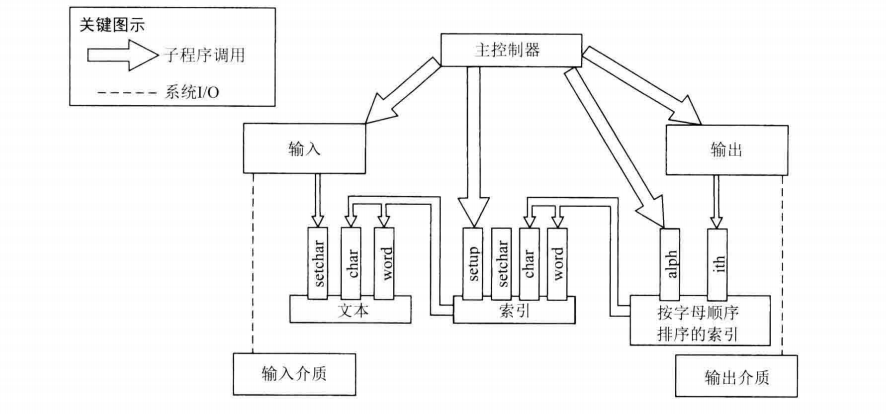 关键图示
子程序调用
系统I/O
主控制器
输入
输出
setchar
char
word
setup
setchar
char
word
alph
ith
文本
索引
按字母顺序
排序的索引
输入介质
输出介质